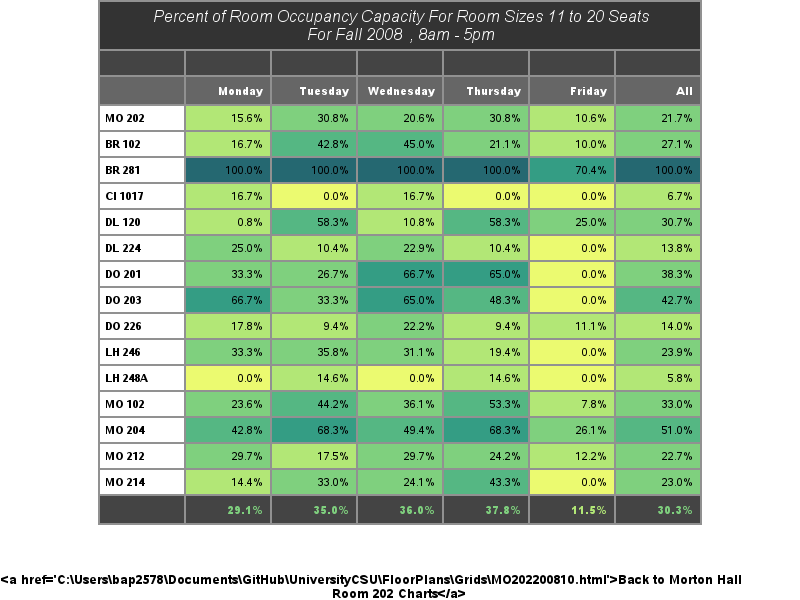 Percent of Room Occupancy Capacity For Room Sizes 11 to 20 Seats
For Fall 2008 , 8am - 5pm
Monday Tuesday Wednesday Thursday Friday All
MO 202 15.6% 30.8% 20.6% 30.8% 10.6% 21.7%
BR 102 16.7% 42.8% 45.0% 21.1% 10.0% 27.1%
BR 281 100.0% 100.0% 100.0% 100.0% 70.4% 100.0%
CI 1017 16.7% 0.0% 16.7% 0.0% 0.0% 6.7%
DL 120 0.8% 58.3% 10.8% 58.3% 25.0% 30.7%
DL 224 25.0% 10.4% 22.9% 10.4% 0.0% 13.8%
DO 201 33.3% 26.7% 66.7% 65.0% 0.0% 38.3%
DO 203 66.7% 33.3% 65.0% 48.3% 0.0% 42.7%
DO 226 17.8% 9.4% 22.2% 9.4% 11.1% 14.0%
LH 246 33.3% 35.8% 31.1% 19.4% 0.0% 23.9%
LH 248A 0.0% 14.6% 0.0% 14.6% 0.0% 5.8%
MO 102 23.6% 44.2% 36.1% 53.3% 7.8% 33.0%
MO 204 42.8% 68.3% 49.4% 68.3% 26.1% 51.0%
MO 212 29.7% 17.5% 29.7% 24.2% 12.2% 22.7%
MO 214 14.4% 33.0% 24.1% 43.3% 0.0% 23.0%
29.1% 35.0% 36.0% 37.8% 11.5% 30.3%
<a href='C:\Users\bap2578\Documents\GitHub\UniversityCSU\FloorPlans\Grids\MO202200810.html'>Back to Morton Hall
Room 202 Charts</a>